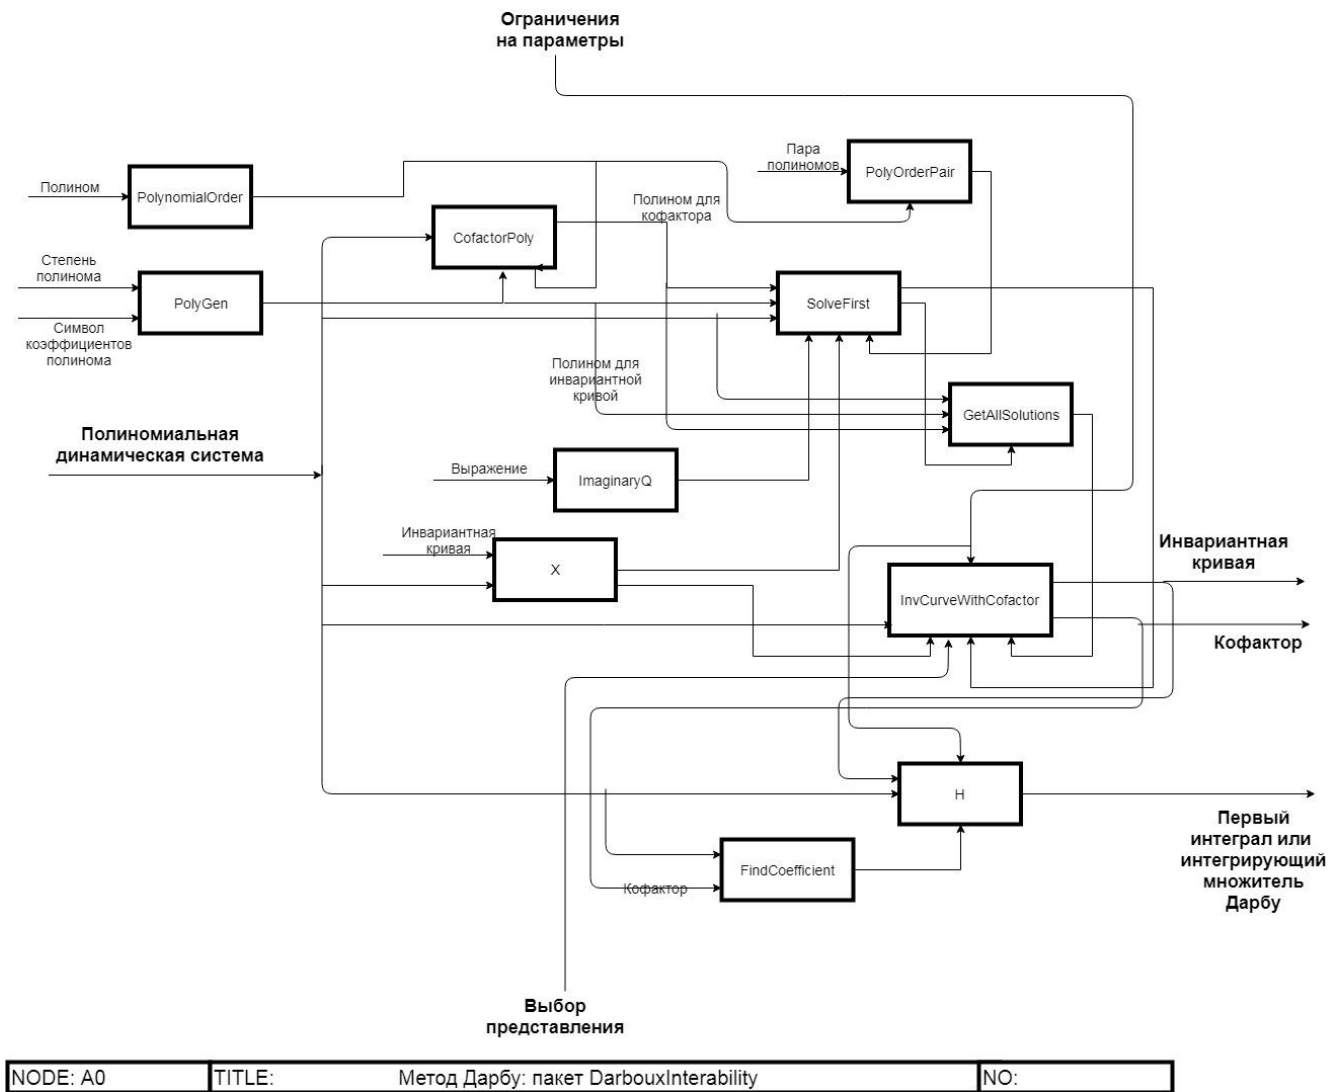 Ограничения
на параметры
Пара
полиномов
PolyOrderPair
Полином
PolynomialOrder
Полином для
кофактора
CofactorPoly
Степень
полинома
PolyGen
SolveFirst
Символ
коэффициентов
полинома
Полином для
инвариантной
кривой
GetAllSolutions
Полиномиальная
динамическая система
Выражение
ImaginaryQ
Инвариантная
кривая
X
Инвариантная
кривая
InvCurveWithCofactor
Кофактор
H
Первый
интеграл или
интегрирующий
множитель
Дарбу
FindCoefficient
Кофактор
Выбор
представления
NODE: A0 TITLE: Метод Дарбу: пакет DarbouxInterability NO: